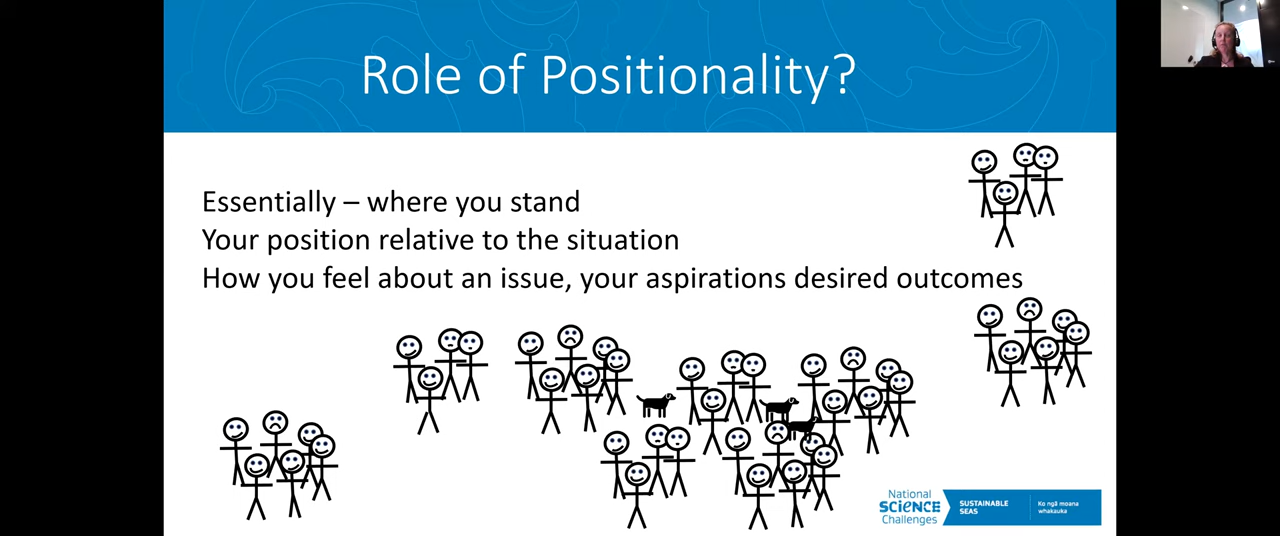 Role of Positionality?
Essentially – where you stand
Your position relative to the situation
How you feel about an issue, your aspirations desired outcomes
National
SCIENCE
Challenges
SUSTAINABLE
SEAS
Ko ngā moana
whakauka